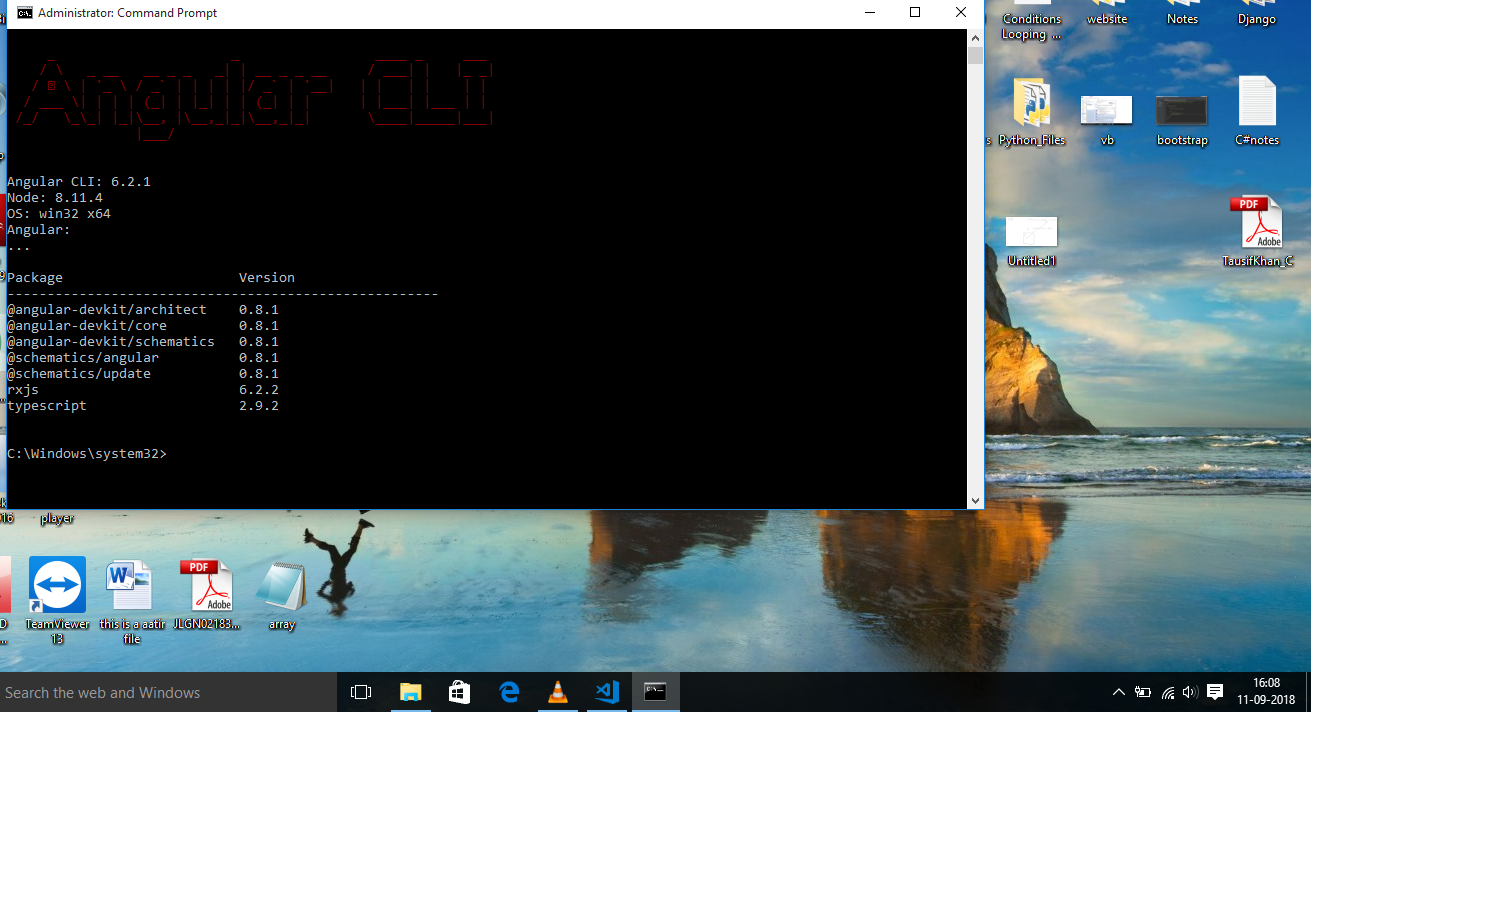 Administrator: Command Prompt
Angular CLI
Angular CLI: 6.2.1
Node: 8.11.4
OS: win32 x64
Angular:
...
Package Version
------------------------------------------------------
@angular-devkit/architect 0.8.1
@angular-devkit/core 0.8.1
@angular-devkit/schematics 0.8.1
@schematics/angular 0.8.1
@schematics/update 0.8.1
rxjs 6.2.2
typescript 2.9.2
C:\Windows\system32>
Conditions
Looping ...
website
Notes
Django
Python_Files
vb
bootstrap
C#notes
Untitled1
PDF
Adobe
TausifKhan_C
player
TeamViewer
13
this is a aatir
file
PDF
Adobe
JLGN02183...
array
Search the web and Windows
16:08
11-09-2018